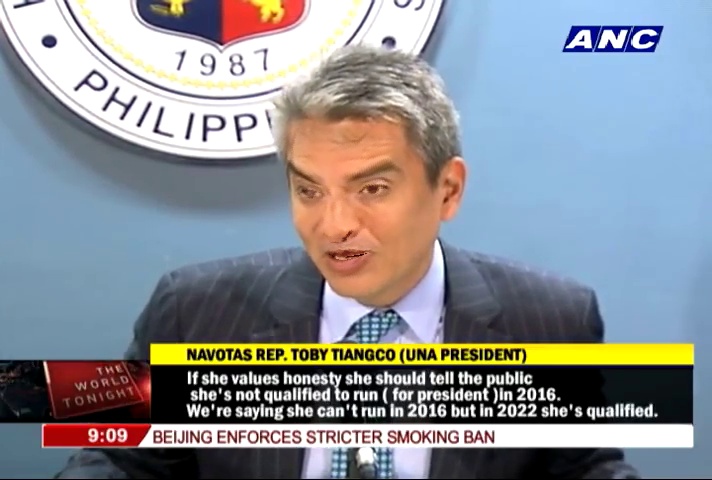 1987
PHILIPP
ANC
NAVOTAS REP. TOBY TIANGCO (UNA PRESIDENT)
THE
WORLD
TONIGHT
If she values honesty she should tell the public
she's not qualified to run ( for president )in 2016.
We're saying she can't run in 2016 but in 2022 she's qualified.
9:09 BEIJING ENFORCES STRICTER SMOKING BAN